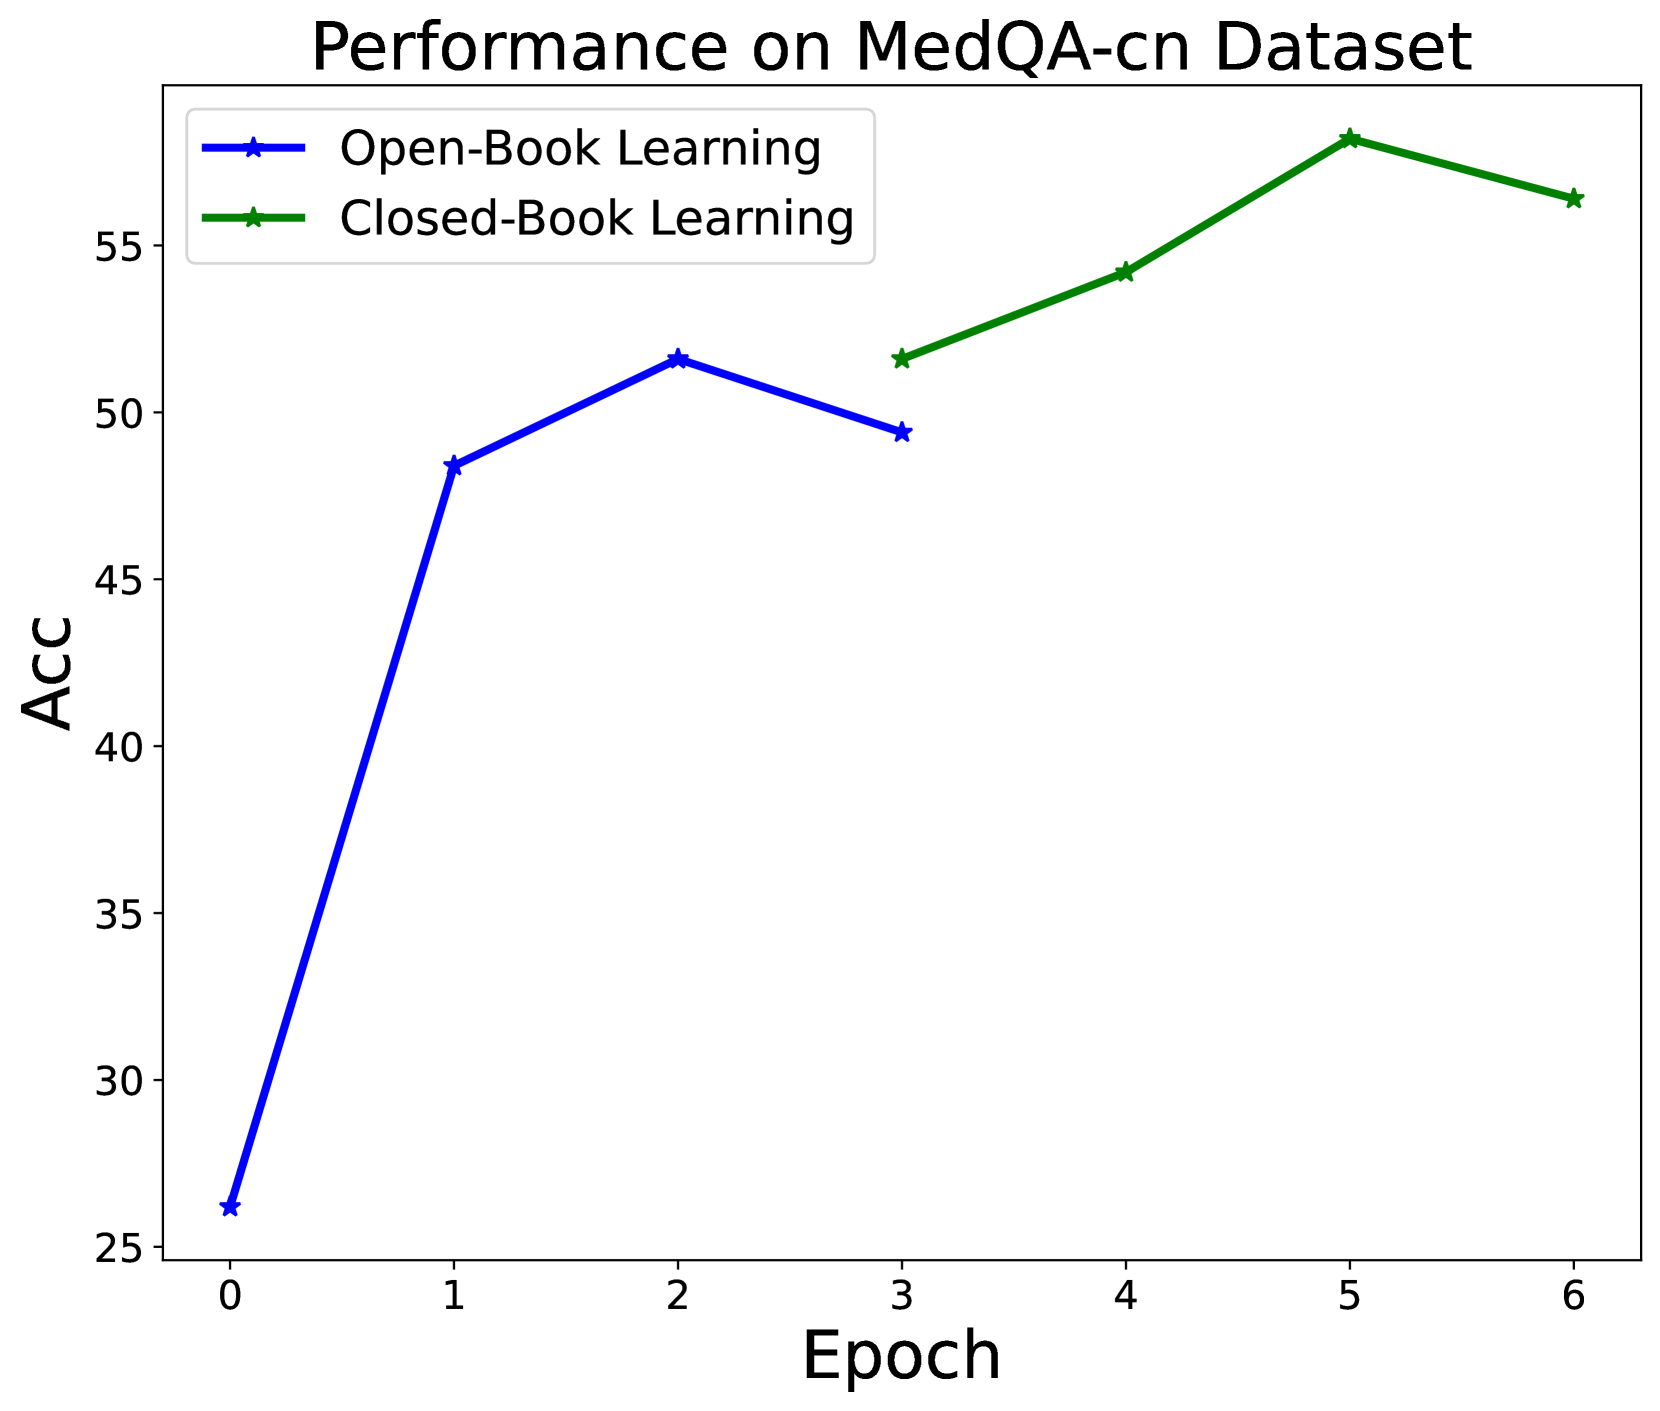 Performance on MedQA-cn Dataset
Open-Book Learning
Closed-Book Learning
55
50
45
40
35
30
25
Acc
0 1 2 3 4 5 6
Epoch